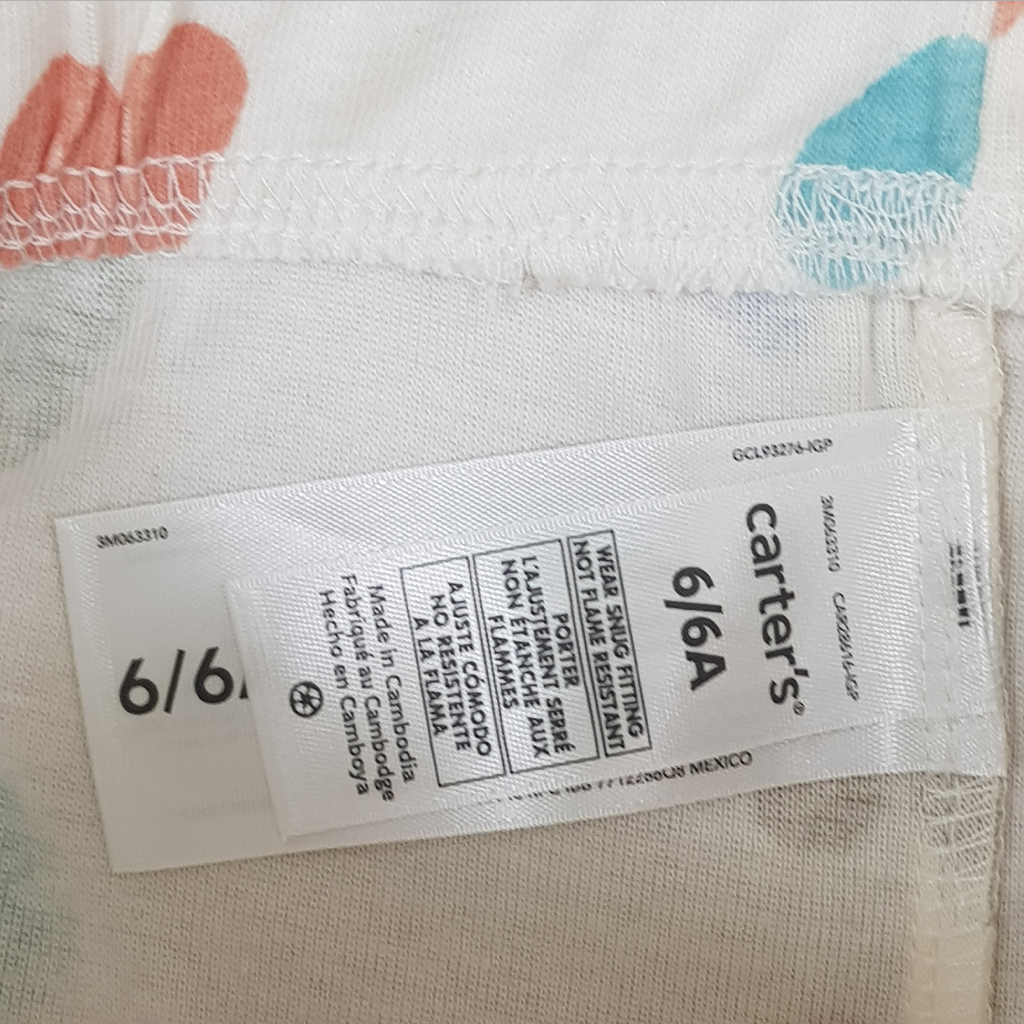 3M063310
GCL93276-IGP
6/6
MEXICO
3M063310
carter's®
6/6A
WEAR SNUG FITTING
NOT FLAME RESISTANT
PORTER
L'AJUSTEMENT SERRÉ
NON ÉTANCHE AUX
FLAMMES
AJUSTE CÓMODO
NO RESISTENTE
A LA FLAMA
Made in Cambodia
Fabriqué au Cambodge
Hecho en Camboya